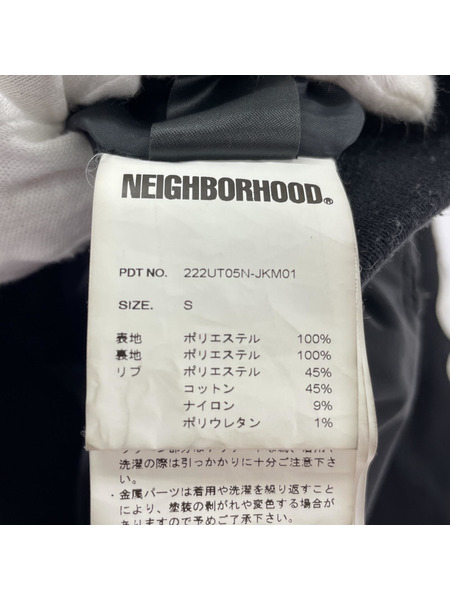 NEIGHBORHOOD®
PDT NO. 222UT05N-JKM01
SIZE. S
表地 ポリエステル 100%
裏地 ポリエステル 100%
リブ ポリエステル 45%
コットン 45%
ナイロン 9%
ポリウレタン 1%
洗濯の際は引っかかりに十分ご注意下さ
い。
・金属パーツは着用や洗濯を繰り返すこと
により、塗装の剥がれや変色する場合が
ありますので予めご了承下さい。